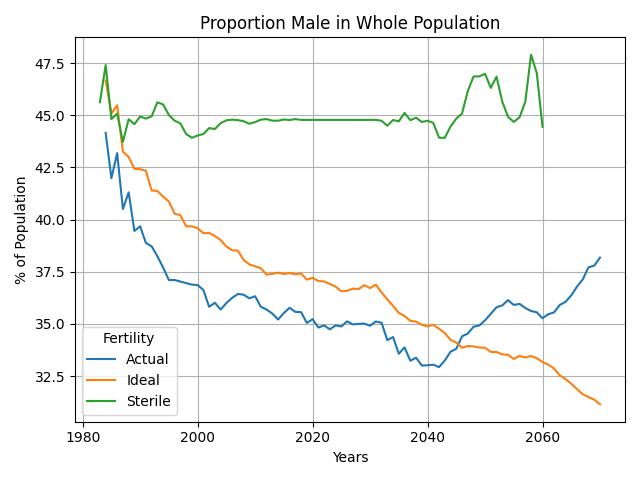 Proportion Male in Whole Population
% of Population
47.5
45.0
42.5
40.0
37.5
35.0
32.5
Fertility
Actual
Ideal
Sterile
1980
2000
2020
2040
2060
Years